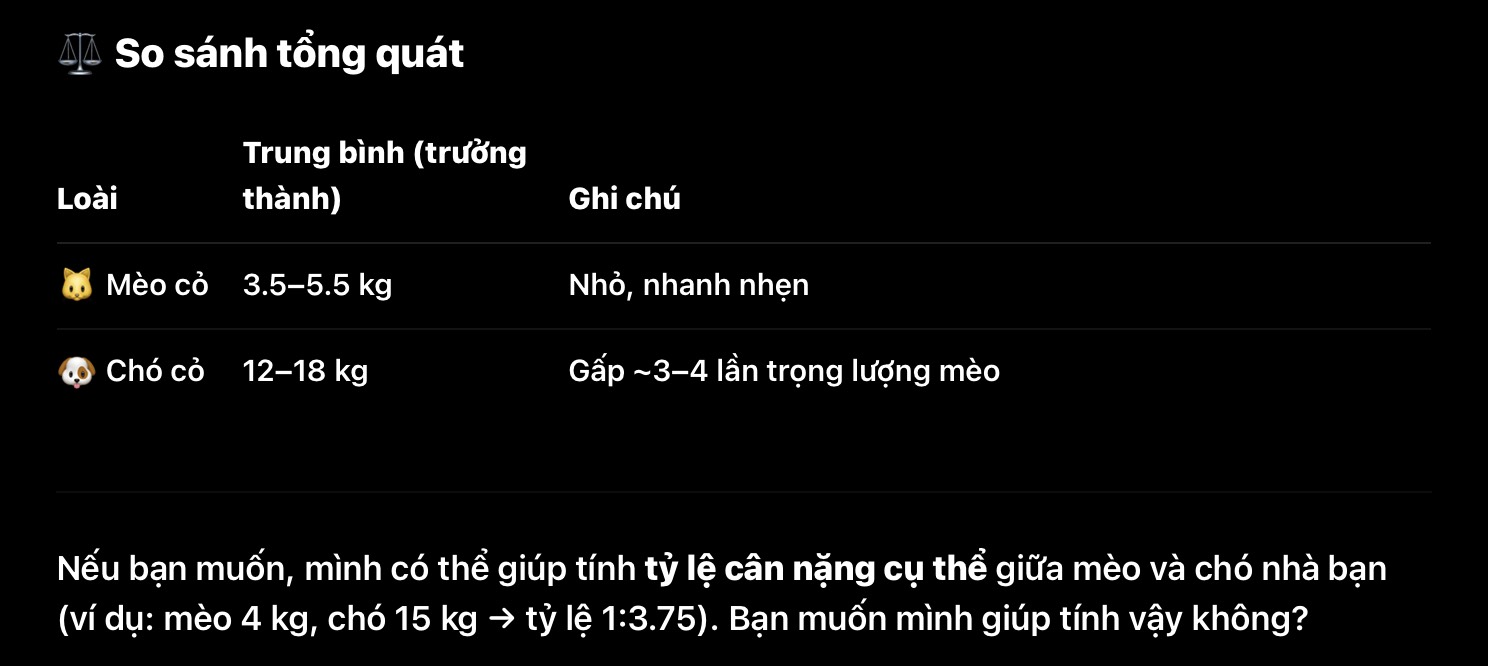 ⚖️ So sánh tổng quát
Trung bình (trưởng
Loài thành) Ghi chú
🐱 Mèo cỏ 3.5–5.5 kg Nhỏ, nhanh nhẹn
🐶 Chó cỏ 12–18 kg Gấp ~3–4 lần trọng lượng mèo
Nếu bạn muốn, mình có thể giúp tính tỷ lệ cân nặng cụ thể giữa mèo và chó nhà bạn
(ví dụ: mèo 4 kg, chó 15 kg → tỷ lệ 1:3.75). Bạn muốn mình giúp tính vậy không?